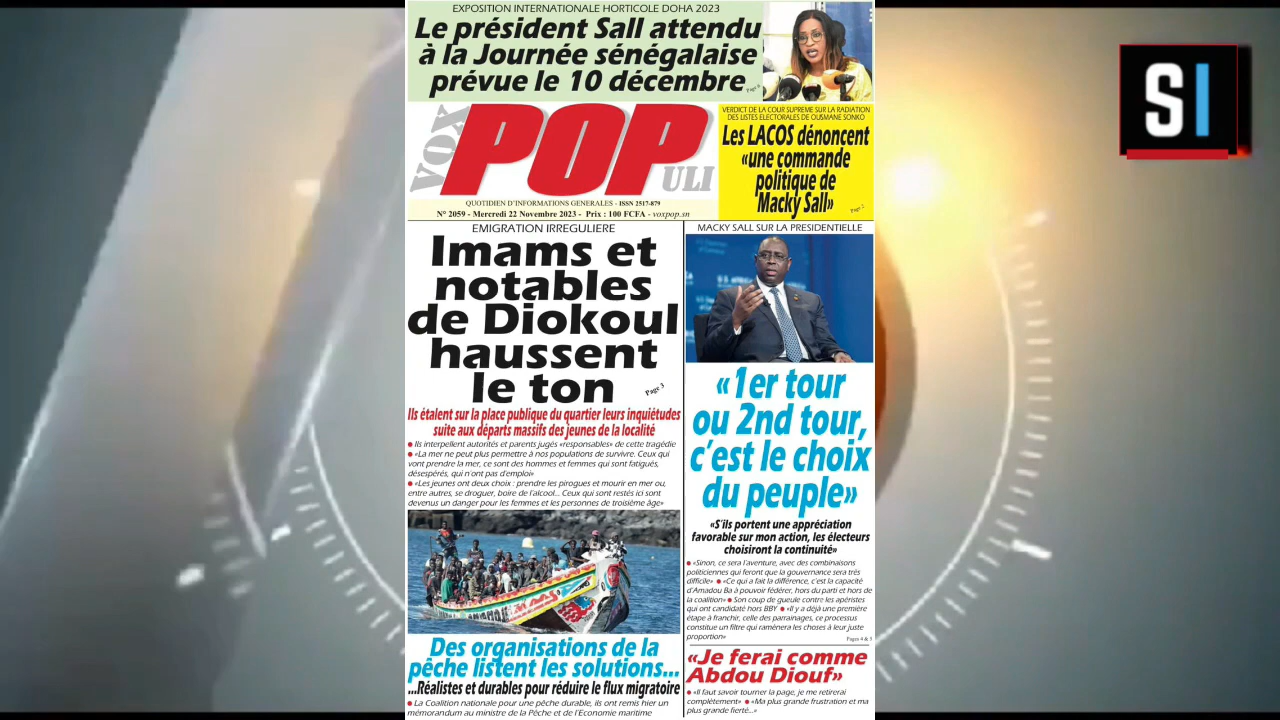 EXPOSITION INTERNATIONALE HORTICOLE DOHA 2023
Le président Sall attendu
à la Journée sénégalaise
prévue le 10 décembre
SI
VOX POPULI
VERDICT DE LA COUR SUPREME SUR LA RADIATION
DES LISTES ELECTORALES DE OUSMANE SONKO
Les LACOS dénoncent
«une commande
politique de
Macky Sall»
QUOTIDIEN D'INFORMATIONS GENERALES - ISSN 2517-879
N° 2059 - Mercredi 22 Novembre 2023 - Prix : 100 FCFA - voxpop.sn
EMIGRATION IRREGULIERE
Imams et
notables
de Diokoul
haussent
le ton
Page 3
Ils étalent sur la place publique du quartier leurs inquiétudes
suite aux départs massifs des jeunes de la localité
● Ils interpellent autorités et parents jugés «responsables» de cette tragédie
● «La mer ne peut plus permettre à nos populations de survivre. Ceux qui
vont prendre la mer, ce sont des hommes et femmes qui sont fatigués,
désespérés, qui n'ont pas d'emploi»
● «Les jeunes ont deux choix : prendre les pirogues et mourir en mer ou,
entre autres, se droguer, boire de l'alcool... Ceux qui sont restés ici sont
devenus un danger pour les femmes et les personnes de troisième âge»
Des organisations de la
pêche listent les solutions...
...Réalistes et durables pour réduire le flux migratoire
● La Coalition nationale pour une pêche durable, ils ont remis hier un
mémorandum au ministre de la Pêche et de l'Economie maritime
MACKY SALL SUR LA PRESIDENTIELLE
«1er tour
ou 2nd tour,
c'est le choix
du peuple»
«S'ils portent une appréciation
favorable sur mon action, les électeurs
choisiront la continuité»
● «Sinon, ce sera l'aventure, avec des combinaisons
politiciennes qui feront que la gouvernance sera très
difficile» ● «Ce qui a fait la différence, c'est la capacité
d'Amadou Ba à pouvoir fédérer, hors du parti et hors de
la coalition» ● Son coup de gueule contre les apéristes
qui ont candidaté hors BBY ● «Il y a déjà une première
étape à franchir, celle des parrainages, ce processus
constitue un filtre qui ramènera les choses à leur juste
proportion»
Pages 4 & 5
«Je ferai comme
Abdou Diouf»
● «Il faut savoir tourner la page, je me retirerai
complètement» ● «Ma plus grande frustration et ma
plus grande fierté...»